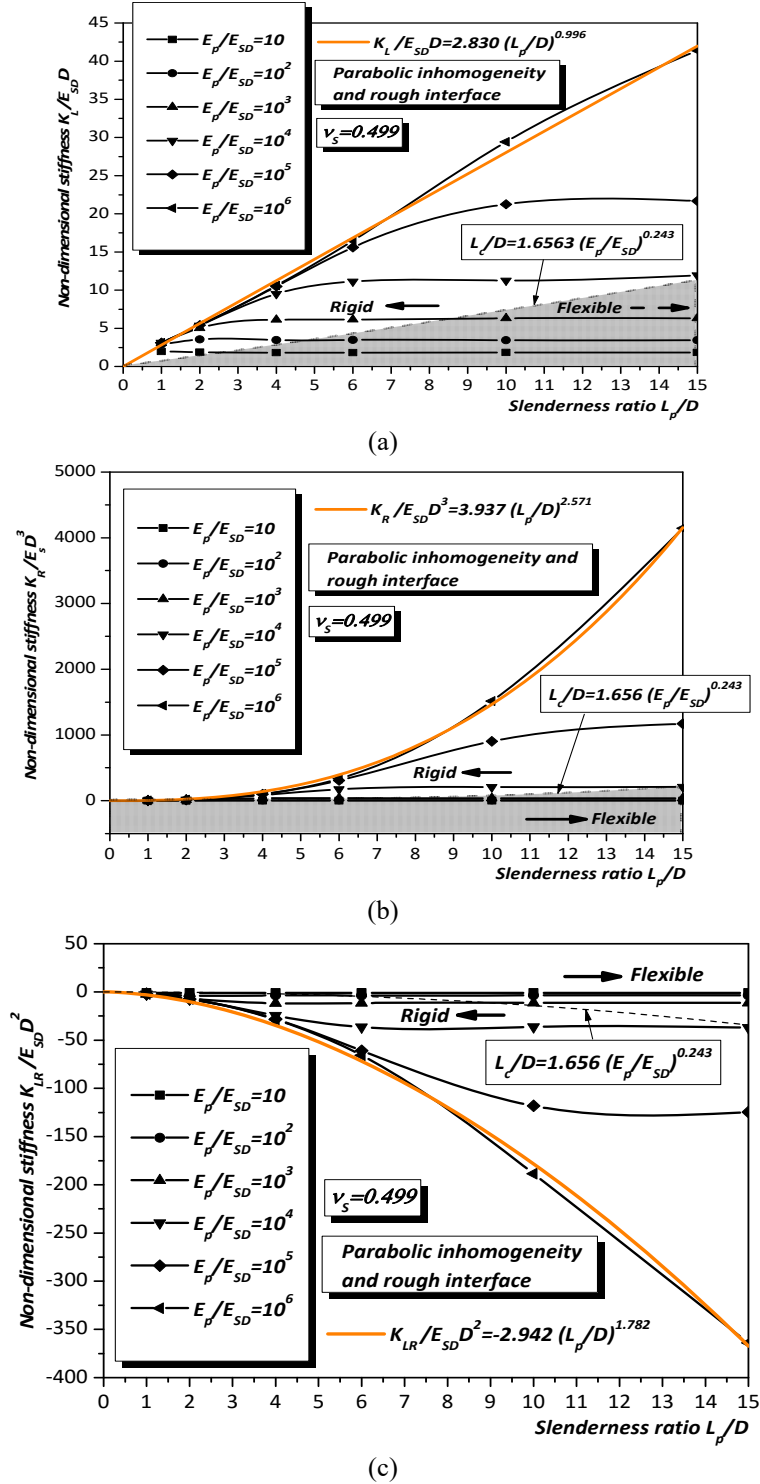 Non-dimensional stiffness K_L/E_SD D
45
40
35
30
25
20
15
10
5
0
E_p/E_SD=10
E_p/E_SD=10^2
E_p/E_SD=10^3
E_p/E_SD=10^4
E_p/E_SD=10^5
E_p/E_SD=10^6
K_L/E_SD D=2.830 (L_p/D)^0.996
Parabolic inhomogeneity
and rough interface
ν_S=0.499
L_c/D=1.6563 (E_p/E_SD)^0.243
Rigid
Flexible
0 1 2 3 4 5 6 7 8 9 10 11 12 13 14 15
Slenderness ratio L_p/D
(a)
Non-dimensional stiffness K_R/E_s D^3
5000
4000
3000
2000
1000
0
E_p/E_SD=10
E_p/E_SD=10^2
E_p/E_SD=10^3
E_p/E_SD=10^4
E_p/E_SD=10^5
E_p/E_SD=10^6
K_R/E_SD D^3=3.937 (L_p/D)^2.571
Parabolic inhomogeneity and
rough interface
ν_S=0.499
L_c/D=1.656 (E_p/E_SD)^0.243
Rigid
Flexible
0 1 2 3 4 5 6 7 8 9 10 11 12 13 14 15
Slenderness ratio L_p/D
(b)
Non-dimensional stiffness K_LR/E_SD D^2
50
0
-50
-100
-150
-200
-250
-300
-350
-400
Flexible
Rigid
L_c/D=1.656 (E_p/E_SD)^0.243
E_p/E_SD=10
E_p/E_SD=10^2
E_p/E_SD=10^3
E_p/E_SD=10^4
E_p/E_SD=10^5
E_p/E_SD=10^6
ν_S=0.499
Parabolic inhomogeneity
and rough interface
K_LR/E_SD D^2=-2.942 (L_p/D)^1.782
0 1 2 3 4 5 6 7 8 9 10 11 12 13 14 15
Slenderness ratio L_p/D
(c)